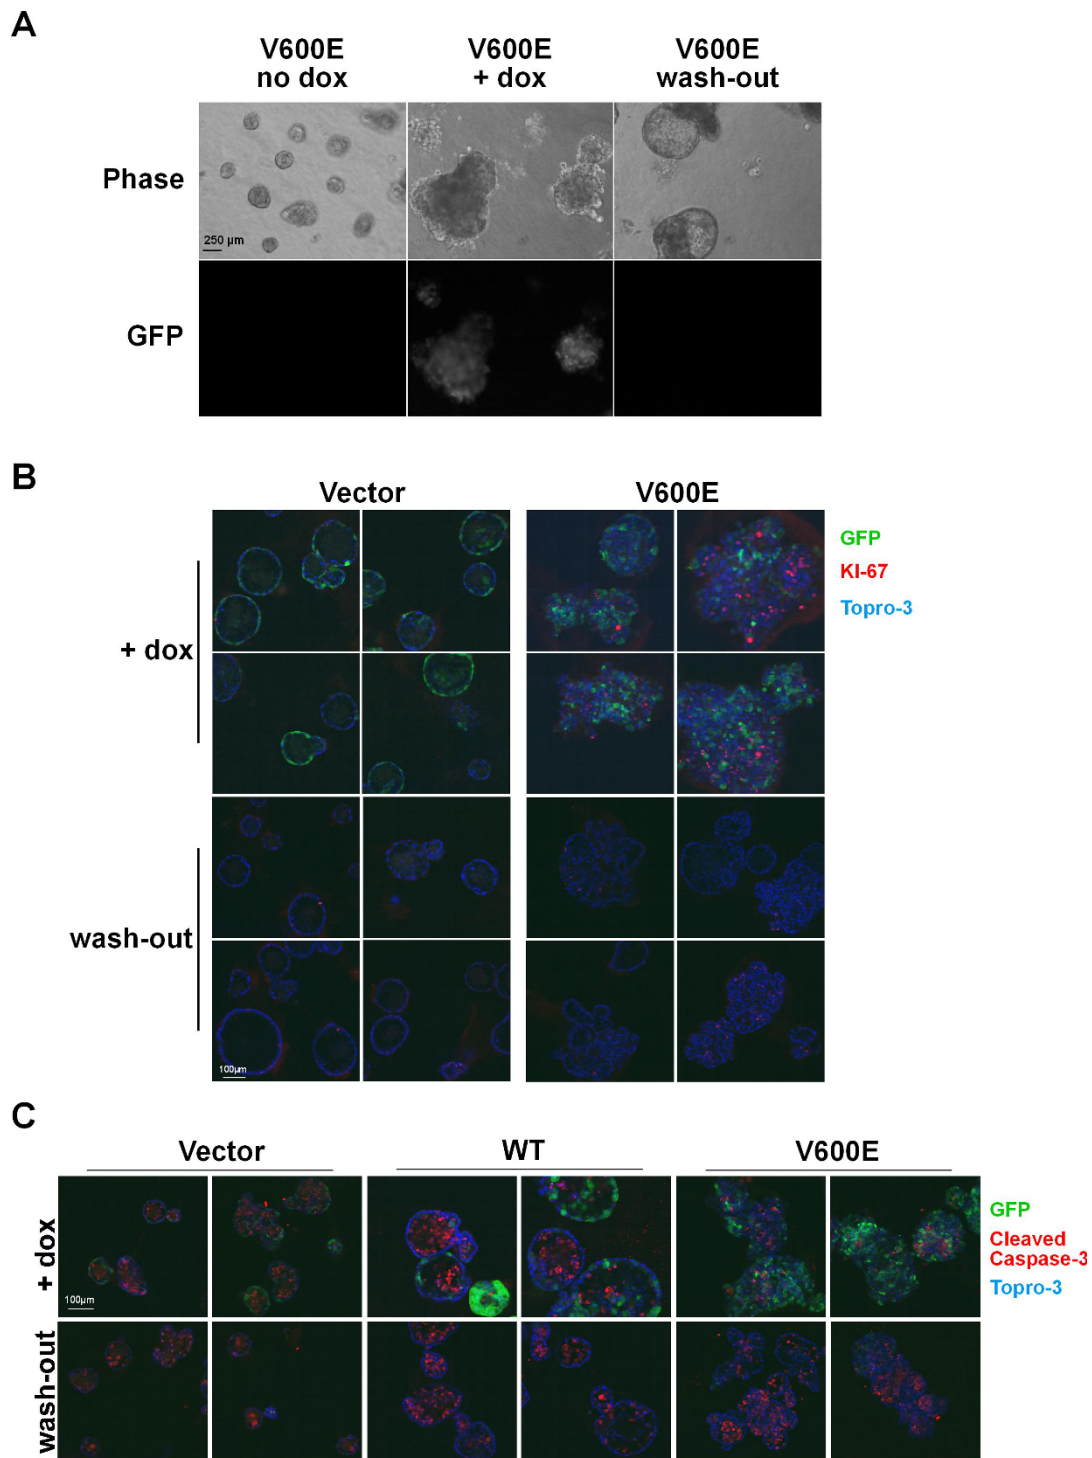 A
V600E
no dox
V600E
+ dox
V600E
wash-out
Phase
250 µm
GFP
B
Vector
V600E
GFP
KI-67
Topro-3
+ dox
wash-out
100µm
C
Vector
WT
V600E
+ dox
100µm
GFP
Cleaved
Caspase-3
Topro-3
wash-out